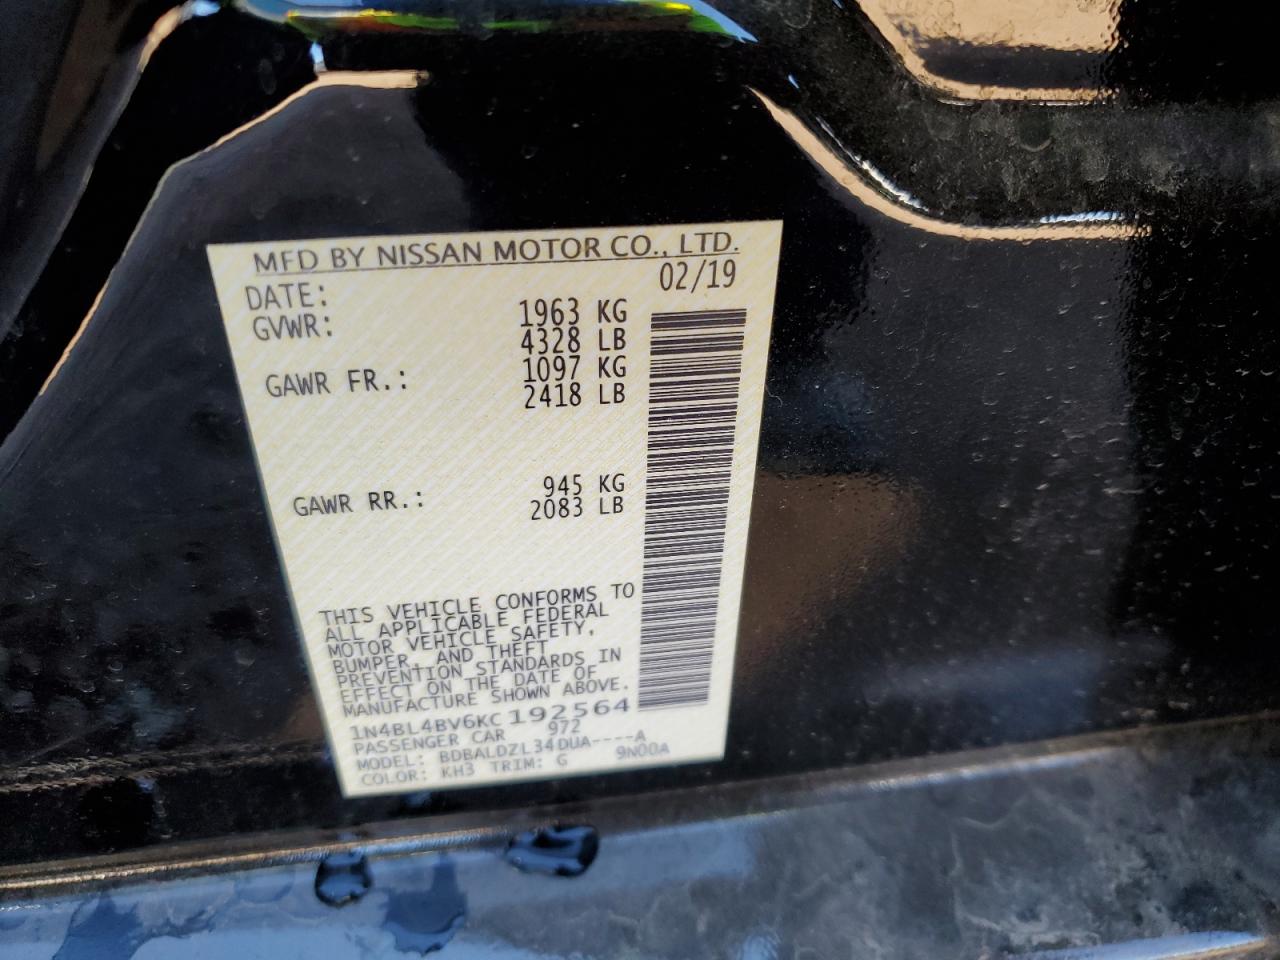 MFD BY NISSAN MOTOR CO., LTD.
DATE: 02/19
GVWR: 1963 KG
4328 LB
GAWR FR.: 1097 KG
2418 LB
GAWR RR.: 945 KG
2083 LB
THIS VEHICLE CONFORMS TO
ALL APPLICABLE FEDERAL
MOTOR VEHICLE SAFETY,
BUMPER, AND THEFT
PREVENTION STANDARDS IN
EFFECT ON THE DATE OF
MANUFACTURE SHOWN ABOVE.
1N4BL4BV6KC192564
PASSENGER CAR 972
MODEL: BDBALDZL34DUA----A
COLOR: KH3 TRIM: G 9N00A